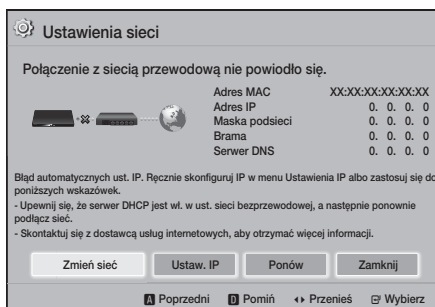 Ustawienia sieci
Połączenie z siecią przewodową nie powiodło się.
Adres MAC XX:XX:XX:XX:XX:XX
Adres IP 0. 0. 0. 0
Maska podsieci 0. 0. 0. 0
Brama 0. 0. 0. 0
Serwer DNS 0. 0. 0. 0
Błąd automatycznych ust. IP. Ręcznie skonfiguruj IP w menu Ustawienia IP albo zastosuj się do
poniższych wskazówek.
- Upewnij się, że serwer DHCP jest wł. w ust. sieci bezprzewodowej, a następnie ponownie
podłącz sieć.
- Skontaktuj się z dostawcą usług internetowych, aby otrzymać więcej informacji.
Zmień sieć Ustaw. IP Ponów Zamknij
A Poprzedni D Pomiń Przenieś Wybierz